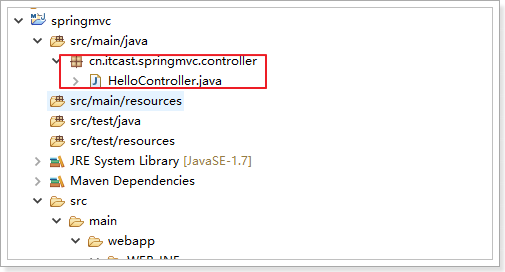 springmvc
src/main/java
cn.itcast.springmvc.controller
HelloController.java
src/main/resources
src/test/java
src/test/resources
JRE System Library [JavaSE-1.7]
Maven Dependencies
src
main
webapp
WEB-INF